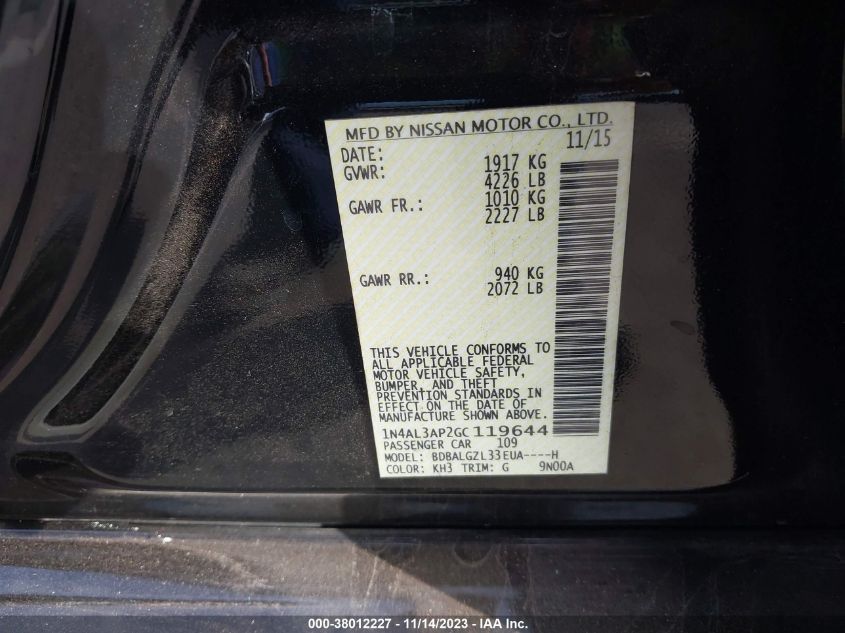 MFD BY NISSAN MOTOR CO., LTD.
DATE: 11/15
GVWR: 1917 KG
4226 LB
GAWR FR.: 1010 KG
2227 LB
GAWR RR.: 940 KG
2072 LB
THIS VEHICLE CONFORMS TO
ALL APPLICABLE FEDERAL
MOTOR VEHICLE SAFETY,
BUMPER, AND THEFT
PREVENTION STANDARDS IN
EFFECT ON THE DATE OF
MANUFACTURE SHOWN ABOVE.
1N4AL3AP2GC119644
PASSENGER CAR 109
MODEL: BDBALGZL33EUA----H
COLOR: KH3 TRIM: G 9N00A
000-38012227 - 11/14/2023 - IAA Inc.